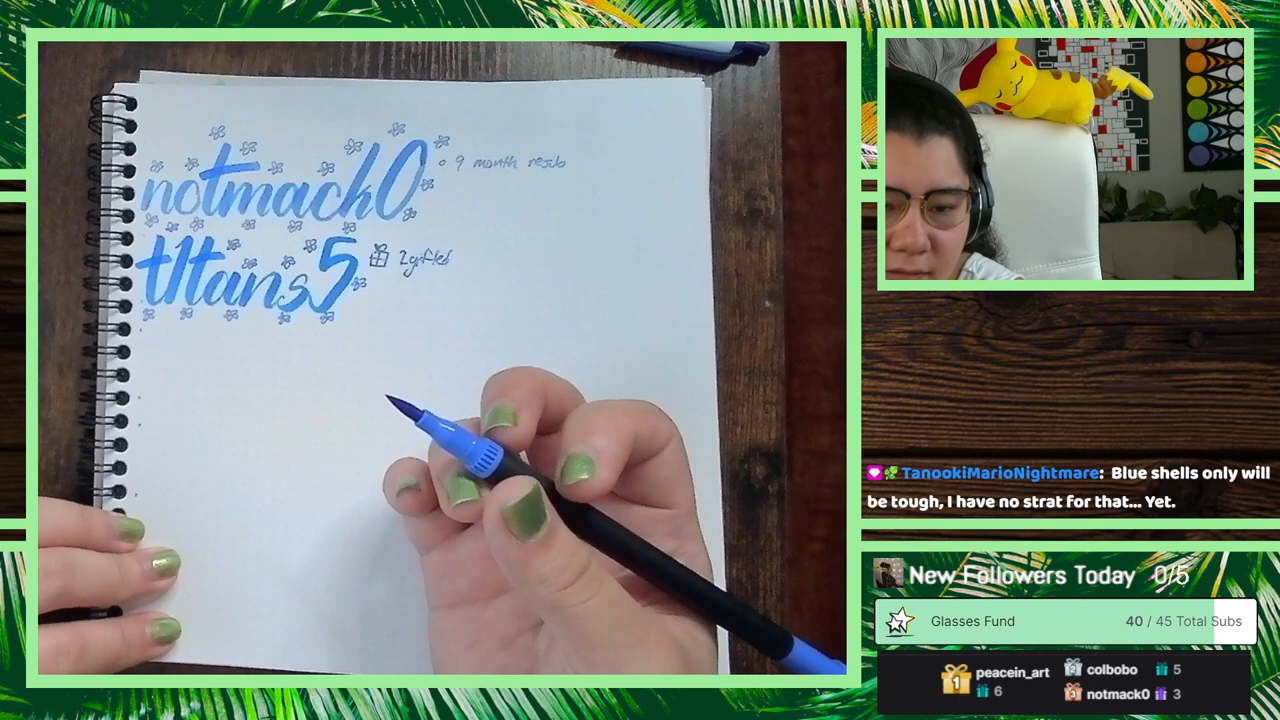 notmack0 ◦ 9 month resub
t1tans5 2 gifted
TanookiMarioNightmare: Blue shells only will
be tough, I have no strat for that... Yet.
New Followers Today 0/5
Glasses Fund 40 / 45 Total Subs
1 peacein_art 6
2 colbobo 5
3 notmack0 3